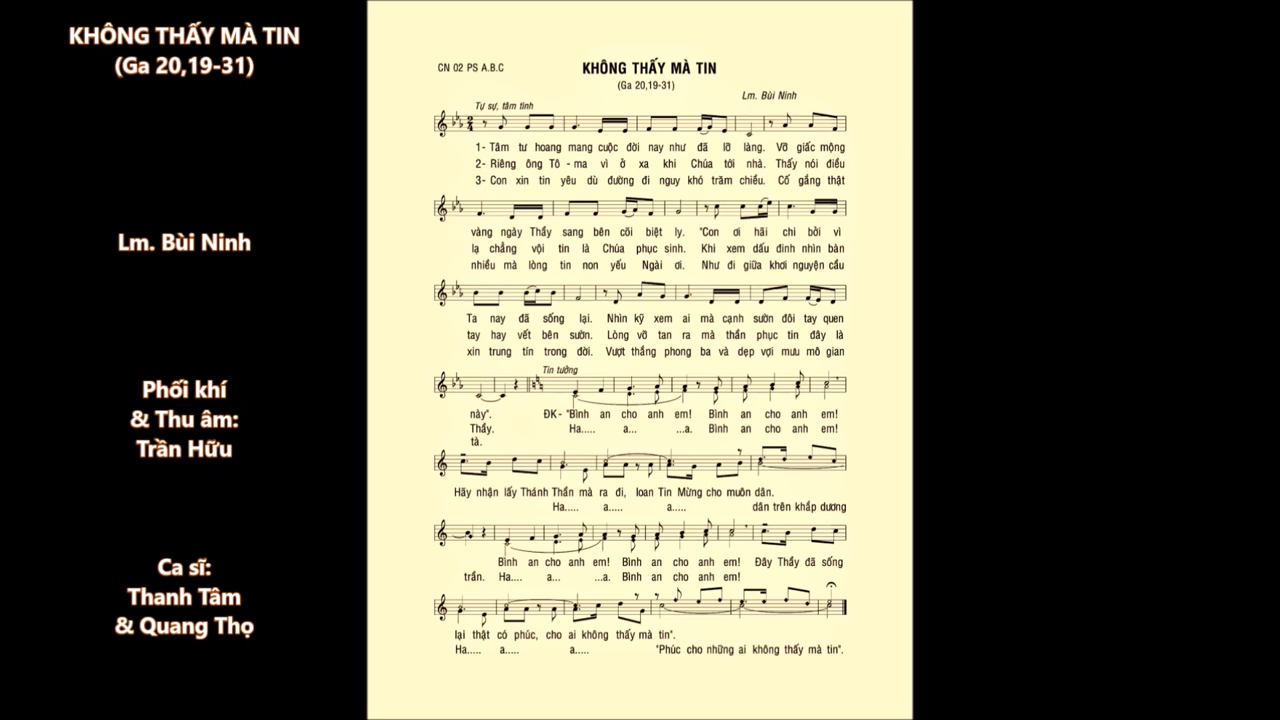 KHÔNG THẤY MÀ TIN
(Ga 20,19-31)
Lm. Bùi Ninh
Phối khí
& Thu âm:
Trần Hữu
Ca sĩ:
Thanh Tâm
& Quang Thọ
CN 02 PS A.B.C
KHÔNG THẤY MÀ TIN
(Ga 20,19-31)
Lm. Bùi Ninh
Tự sự, tâm tình
1- Tâm tư hoang mang cuộc đời nay như đã lỡ làng. Vỡ giấc mộng
2- Riêng ông Tô - ma vì ở xa khi Chúa tới nhà. Thấy nói điều
3- Con xin tin yêu dù đường đi nguy khó trăm chiều. Cố gắng thật
vàng ngày Thầy sang bên cõi biệt ly. "Con ơi hãi chi bởi vì
lạ chẳng vội tin là Chúa phục sinh. Khi xem dấu đinh nhìn bàn
nhiều mà lòng tin non yếu Ngài ơi. Như đi giữa khơi nguyện cầu
Ta nay đã sống lại. Nhìn kỹ xem ai mà cạnh sườn đôi tay quen
tay hay vết bên sườn. Lòng vỡ tan ra mà thần phục tin đây là
xin trung tín trong đời. Vượt thắng phong ba và dẹp vợi mưu mô gian
Tin tưởng
này". ĐK- "Bình an cho anh em! Bình an cho anh em!
Thầy. Ha..... a... ...a. Bình an cho anh em!
tà.
Hãy nhận lấy Thánh Thần mà ra đi, loan Tin Mừng cho muôn dân.
Ha..... a..... a..... dân trên khắp dương
Bình an cho anh em! Bình an cho anh em! Đây Thầy đã sống
trần. Ha.... a... ...a. Bình an cho anh em!
lại thật có phúc, cho ai không thấy mà tin".
Ha..... a..... a..... "Phúc cho những ai không thấy mà tin".